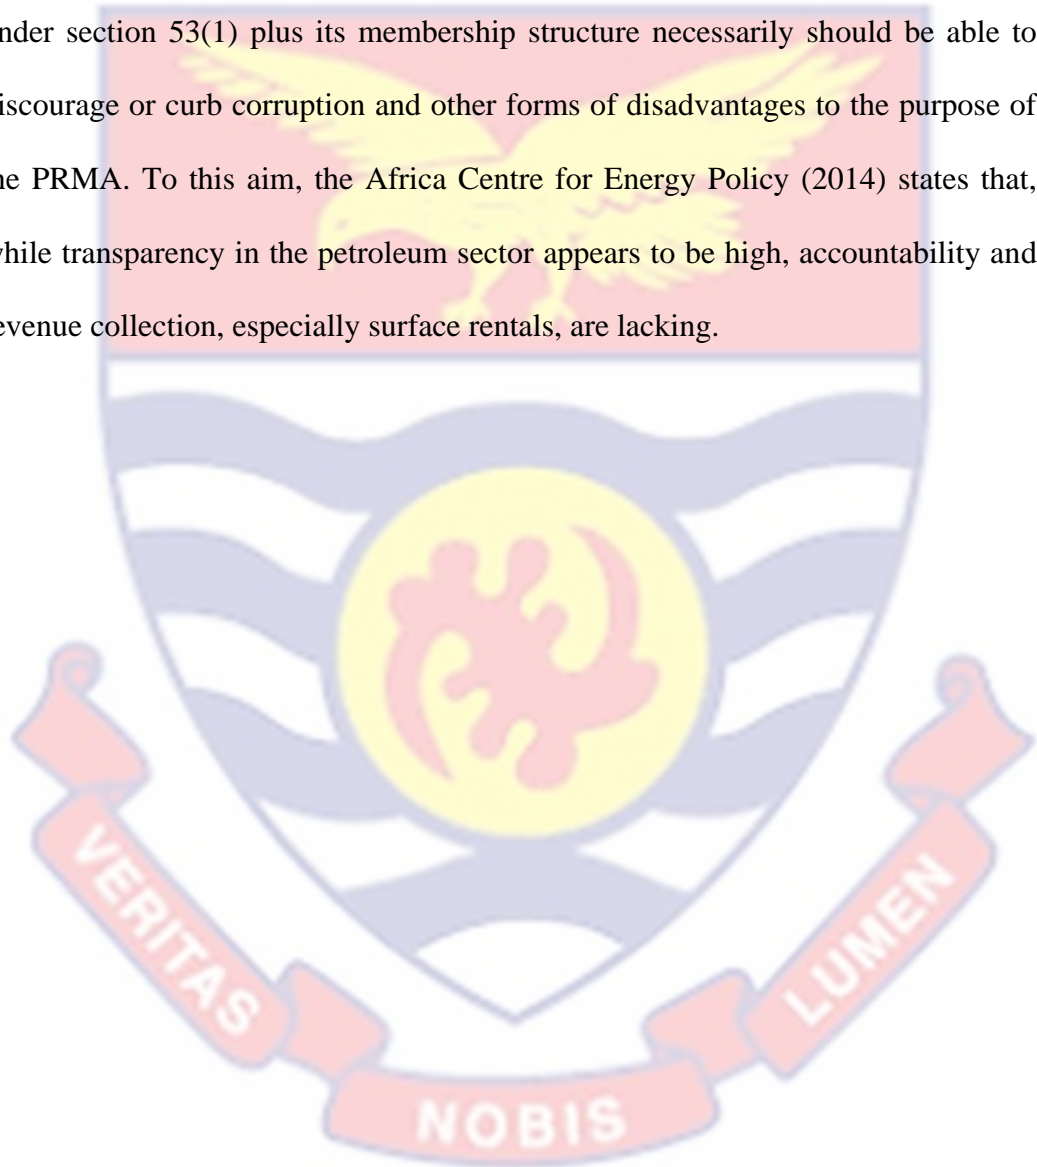 nder section 53(1) plus its membership structure necessarily should be able to
iscourage or curb corruption and other forms of disadvantages to the purpose of
he PRMA. To this aim, the Africa Centre for Energy Policy (2014) states that,
while transparency in the petroleum sector appears to be high, accountability and
evenue collection, especially surface rentals, are lacking.
VERITAS
NOBIS
LUMEN